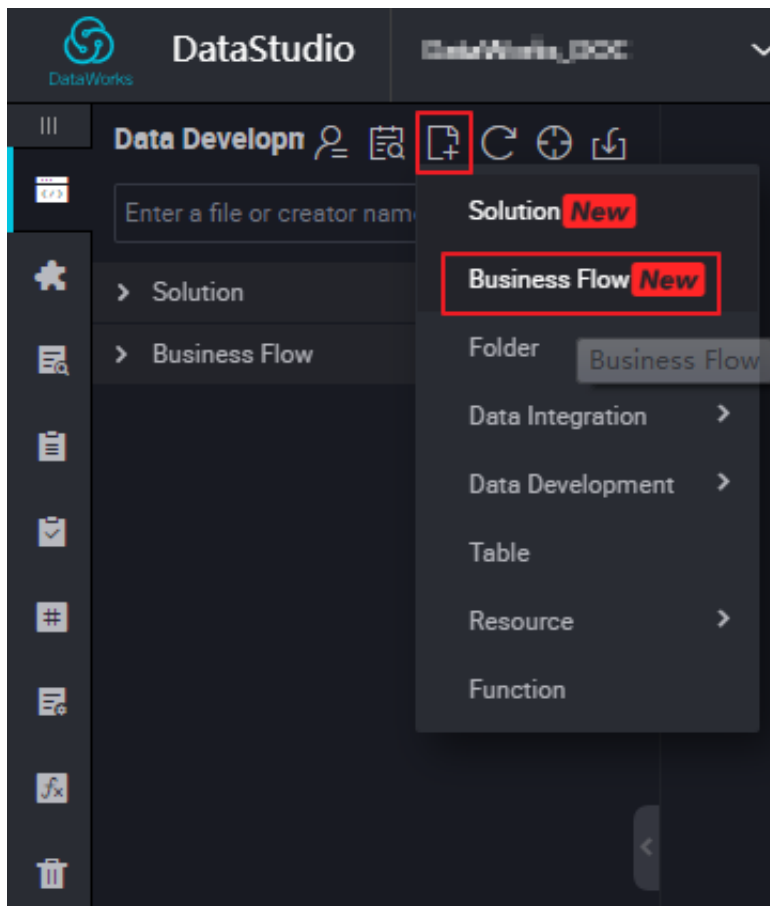 DataWorks
DataStudio
Data Developn
Enter a file or creator nam
Solution New
Business Flow New
Solution
Business Flow
Folder
Business Flow
Data Integration
Data Development
Table
Resource
Function